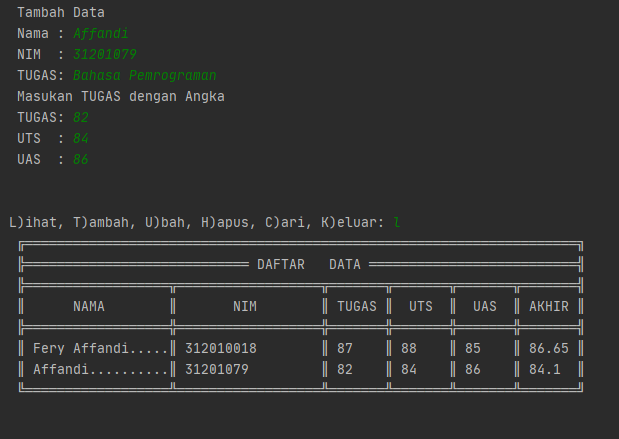 Tambah Data
Nama : Affandi
NIM  : 31201079
TUGAS: Bahasa Pemrograman
Masukan TUGAS dengan Angka
TUGAS: 82
UTS  : 84
UAS  : 86
L)ihat, T)ambah, U)bah, H)apus, C)ari, K)eluar: l
DAFTAR   DATA
NAMA NIM TUGAS UTS UAS AKHIR
Fery Affandi..... 312010018 87 88 85 86.65
Affandi.......... 31201079 82 84 86 84.1